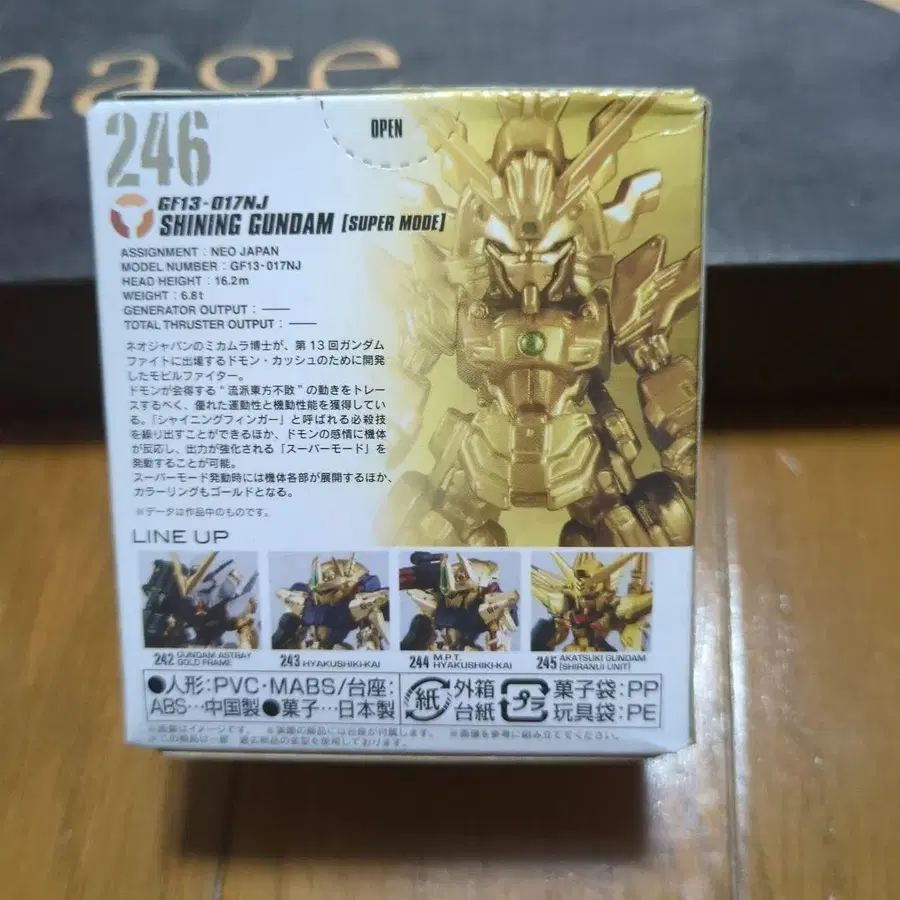 nage
246
OPEN
GF13-017NJ
SHINING GUNDAM [SUPER MODE]
ASSIGNMENT : NEO JAPAN
MODEL NUMBER : GF13-017NJ
HEAD HEIGHT : 16.2m
WEIGHT : 6.8t
GENERATOR OUTPUT : ——
TOTAL THRUSTER OUTPUT : ——
ネオジャパンのミカムラ博士が、第13回ガンダム
ファイトに出場するドモン・カッシュのために開発
したモビルファイター。
ドモンが会得する“流派東方不敗”の動きをトレー
スするべく、優れた運動性と機動性能を獲得してい
る。「シャイニングフィンガー」と呼ばれる必殺技
を繰り出すことができるほか、ドモンの感情に機体
が反応し、出力が強化される「スーパーモード」を
発動することが可能。
スーパーモード発動時には機体各部が展開するほか、
カラーリングもゴールドとなる。
※データは作品中のものです。
LINE UP
242 GUNDAM ASTRAY
GOLD FRAME
243 HYAKUSHIKI-KAI
244 M.P.T.
HYAKUSHIKI-KAI
245 AKATSUKI GUNDAM
[SHIRANUI UNIT]
●人形:PVC・MABS/台座:
ABS…中国製●菓子…日本製
紙 外箱
台紙
プラ 菓子袋:PP
玩具袋:PE